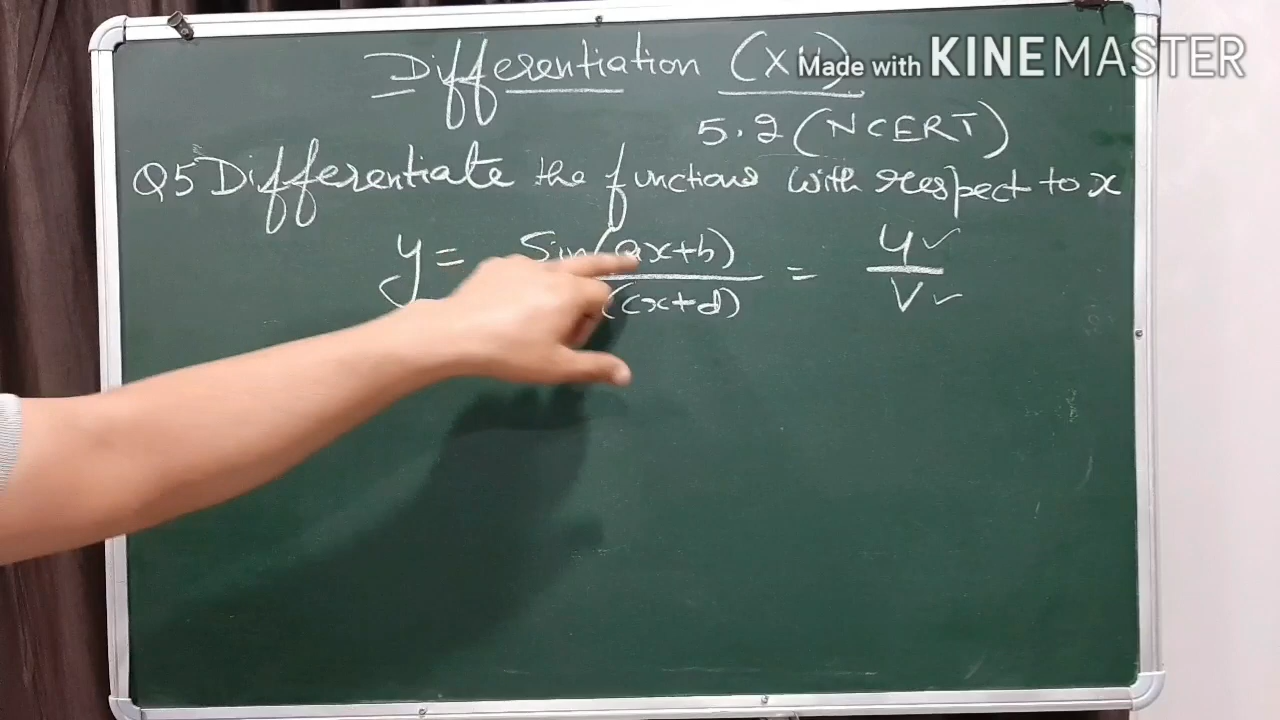 Differentiation (X
Made with KINEMASTER
5.2 (NCERT)
Q5 Differentiate the functions with respect to x
y = Sin(ax+b) / (cx+d) = u✓ / v✓